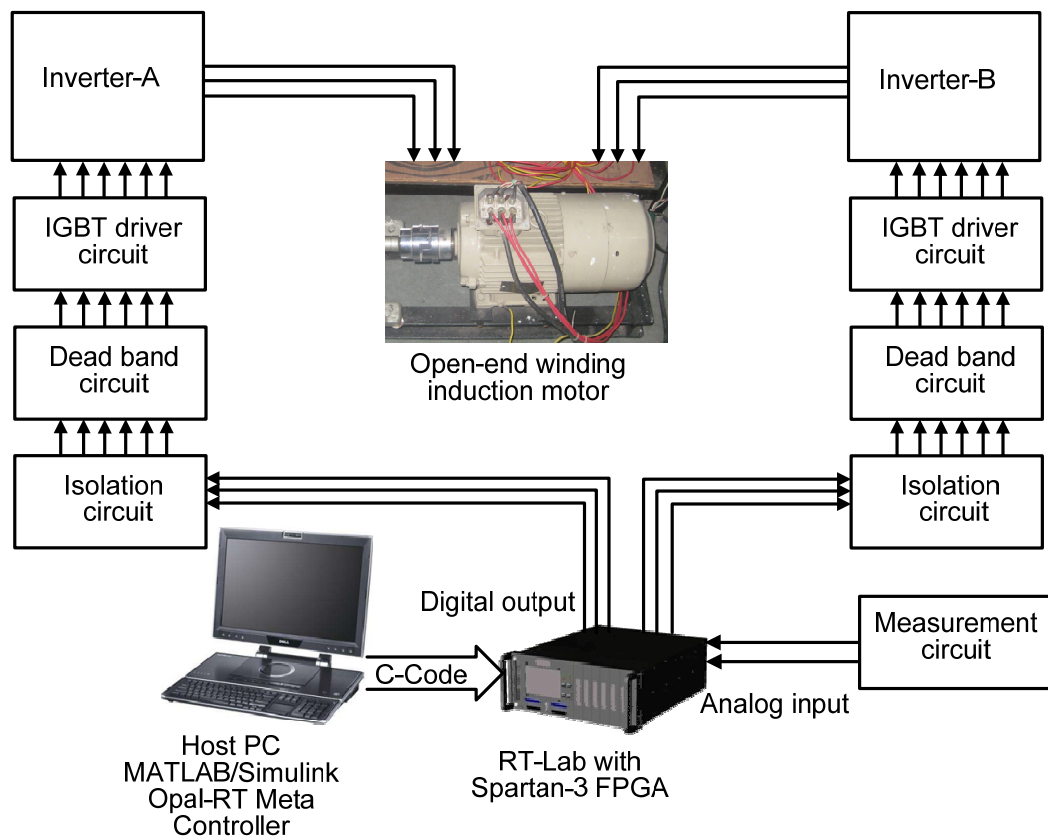 Inverter-A
Inverter-B
IGBT driver
circuit
IGBT driver
circuit
Dead band
circuit
Open-end winding
induction motor
Dead band
circuit
Isolation
circuit
Isolation
circuit
Digital output
Measurement
circuit
C-Code
Analog input
Host PC
MATLAB/Simulink
Opal-RT Meta
Controller
RT-Lab with
Spartan-3 FPGA